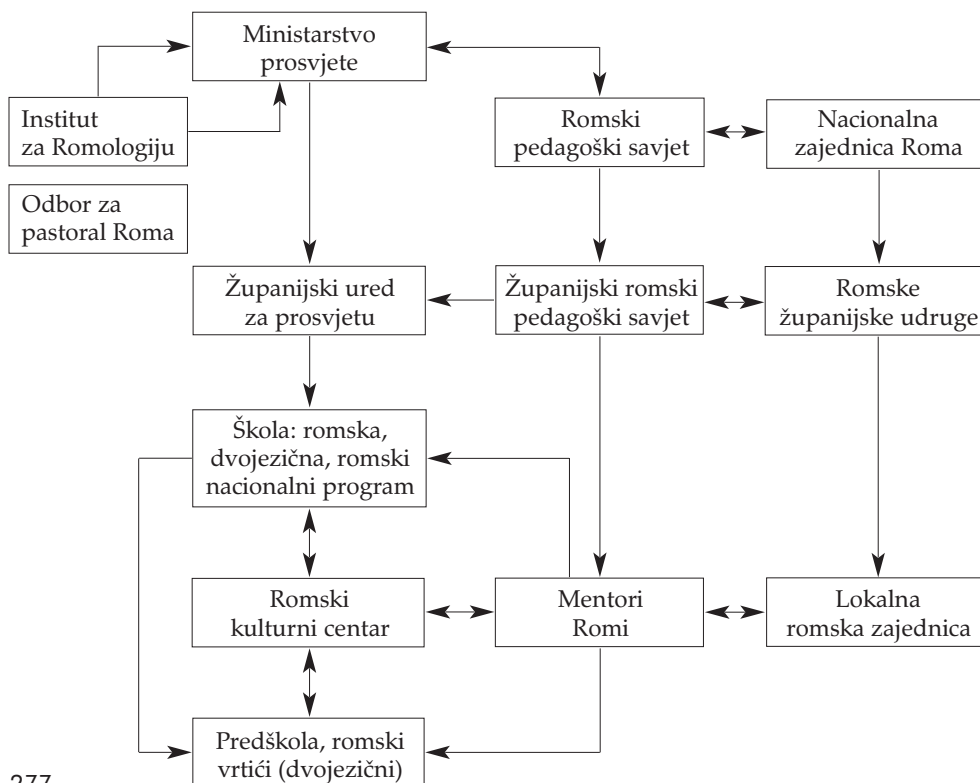 Ministarstvo
prosvjete
Institut
za Romologiju
Romski
pedagoški savjet
Nacionalna
zajednica Roma
Odbor za
pastoral Roma
Županijski ured
za prosvjetu
Županijski romski
pedagoški savjet
Romske
županijske udruge
Škola: romska,
dvojezična, romski
nacionalni program
Romski
kulturni centar
Mentori
Romi
Lokalna
romska zajednica
Predškola, romski
vrtići (dvojezični)
277